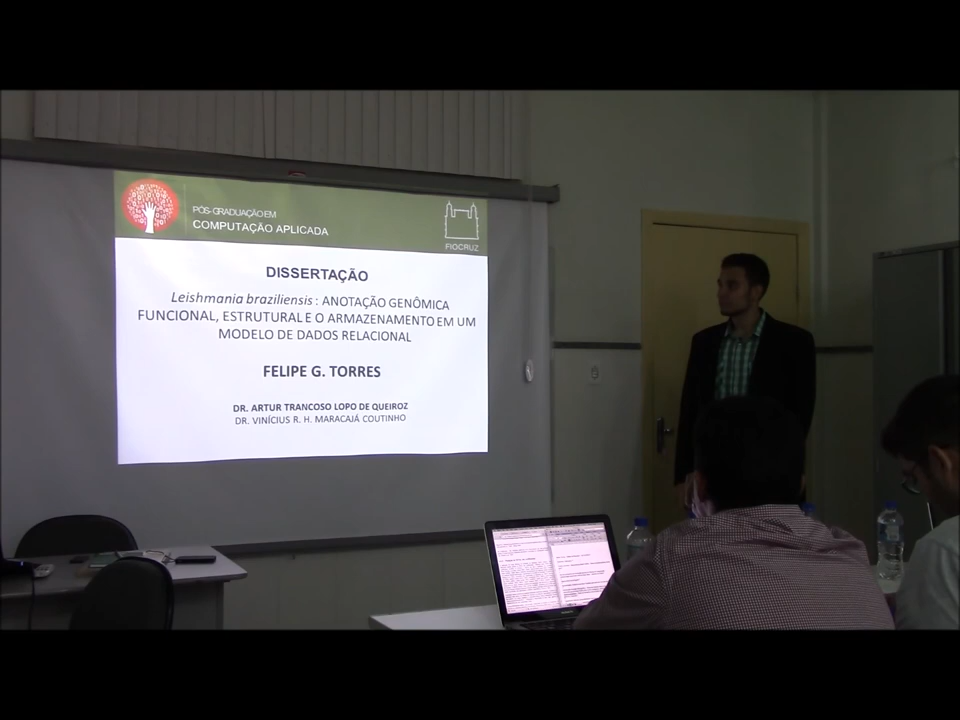 PÓS-GRADUAÇÃO EM
COMPUTAÇÃO APLICADA
FIOCRUZ
DISSERTAÇÃO
Leishmania braziliensis : ANOTAÇÃO GENÔMICA
FUNCIONAL, ESTRUTURAL E O ARMAZENAMENTO EM UM
MODELO DE DADOS RELACIONAL
FELIPE G. TORRES
DR. ARTUR TRANCOSO LOPO DE QUEIROZ
DR. VINÍCIUS R. H. MARACAJÁ COUTINHO